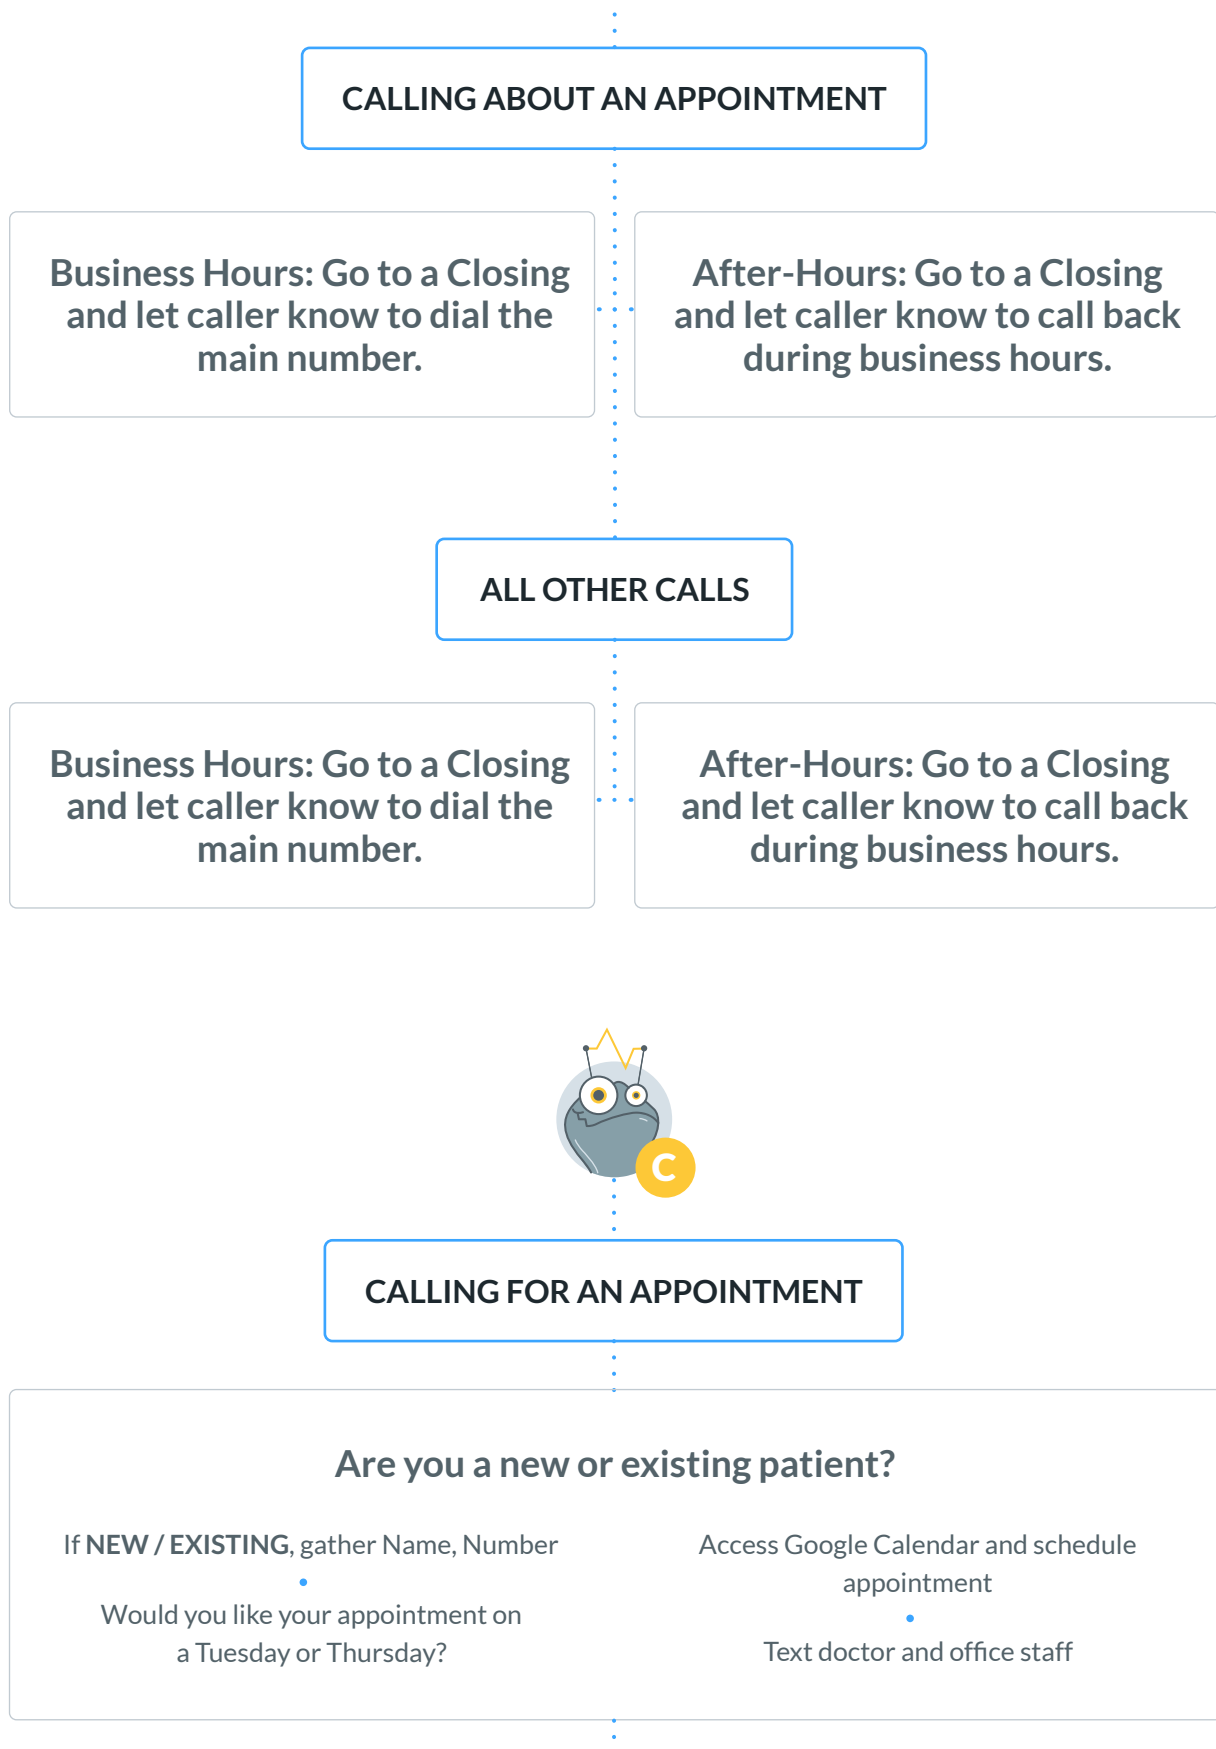 CALLING ABOUT AN APPOINTMENT
Business Hours: Go to a Closing
and let caller know to dial the
main number.
After-Hours: Go to a Closing
and let caller know to call back
during business hours.
ALL OTHER CALLS
Business Hours: Go to a Closing
and let caller know to dial the
main number.
After-Hours: Go to a Closing
and let caller know to call back
during business hours.
C
CALLING FOR AN APPOINTMENT
Are you a new or existing patient?
If NEW / EXISTING, gather Name, Number
Would you like your appointment on
a Tuesday or Thursday?
Access Google Calendar and schedule
appointment
Text doctor and office staff